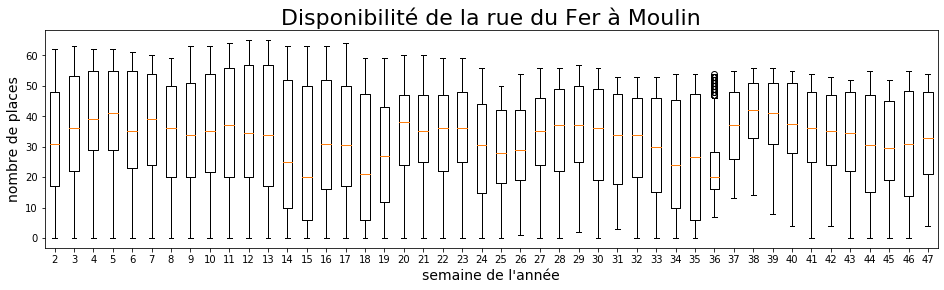 Disponibilité de la rue du Fer à Moulin
nombre de places
60
50
40
30
20
10
0
2 3 4 5 6 7 8 9 10 11 12 13 14 15 16 17 18 19 20 21 22 23 24 25 26 27 28 29 30 31 32 33 34 35 36 37 38 39 40 41 42 43 44 45 46 47
semaine de l'année